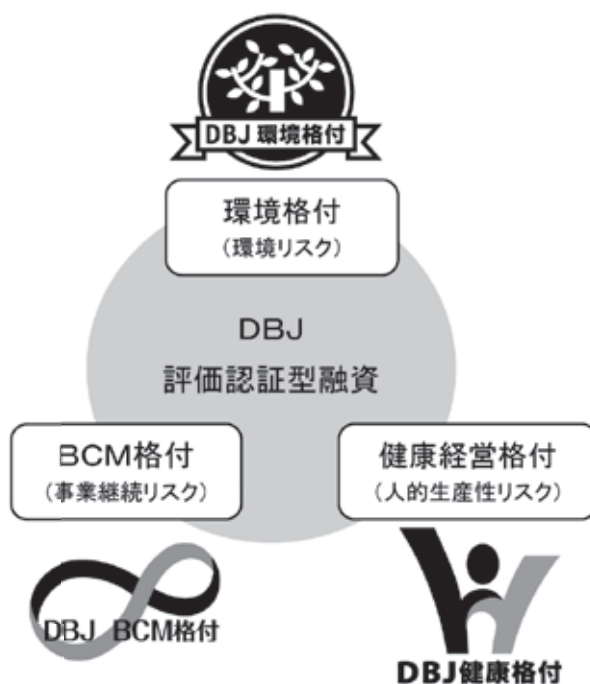 DBJ 環境格付
環境格付
（環境リスク）
DBJ
評価認証型融資
BCM格付
（事業継続リスク）
健康経営格付
（人的生産性リスク）
DBJ BCM格付
DBJ健康格付